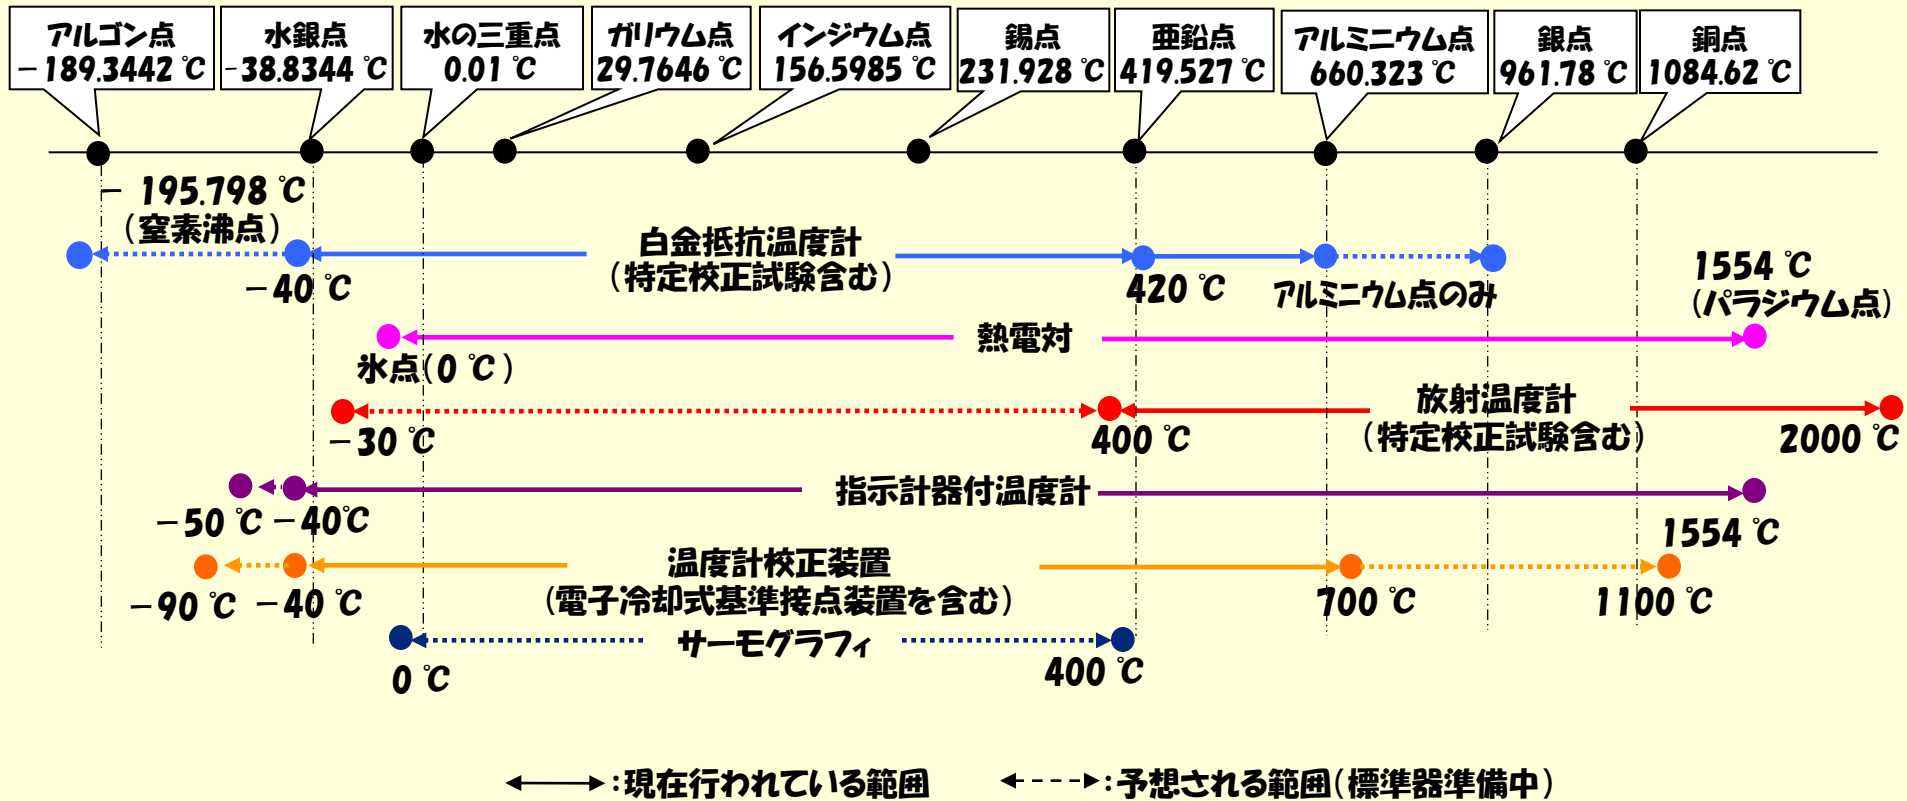 アルゴン点
－189.3442 ℃
水銀点
-38.8344 ℃
水の三重点
0.01 ℃
ガリウム点
29.7646 ℃
インジウム点
156.5985 ℃
錫点
231.928 ℃
亜鉛点
419.527 ℃
アルミニウム点
660.323 ℃
銀点
961.78 ℃
銅点
1084.62 ℃
－ 195.798 ℃
（窒素沸点）
白金抵抗温度計
（特定校正試験含む）
－40 ℃
420 ℃
アルミニウム点のみ
1554 ℃
（パラジウム点）
熱電対
氷点（0 ℃ ）
放射温度計
（特定校正試験含む）
－30 ℃
400 ℃
2000 ℃
指示計器付温度計
－50 ℃
－40℃
1554 ℃
温度計校正装置
（電子冷却式基準接点装置を含む）
－90 ℃
－40 ℃
700 ℃
1100 ℃
サーモグラフィ
0 ℃
400 ℃
：現在行われている範囲
：予想される範囲（標準器準備中）